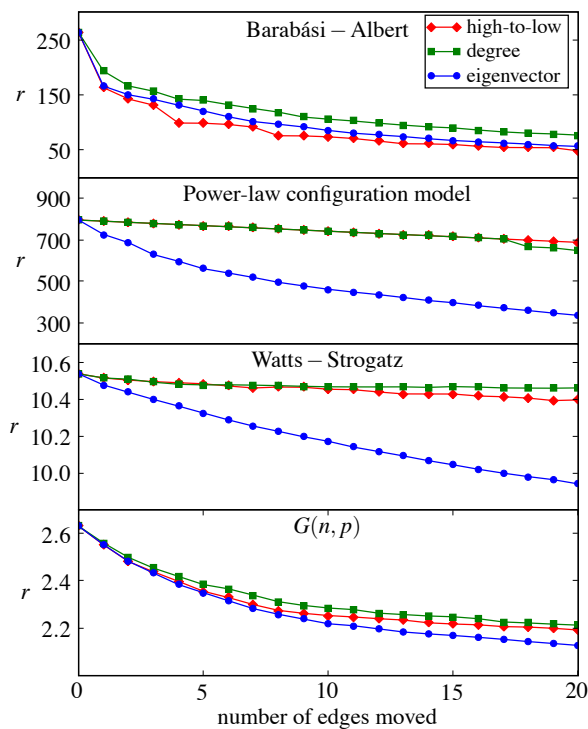 Barabási – Albert
high-to-low
degree
eigenvector
r
250
150
50
Power-law configuration model
r
900
700
500
300
Watts – Strogatz
r
10.6
10.4
10.2
10.0
G(n, p)
r
2.6
2.4
2.2
0 5 10 15 20
number of edges moved